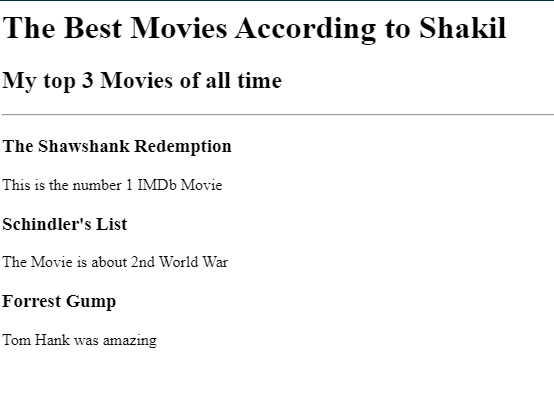 The Best Movies According to Shakil
My top 3 Movies of all time
The Shawshank Redemption
This is the number 1 IMDb Movie
Schindler's List
The Movie is about 2nd World War
Forrest Gump
Tom Hank was amazing